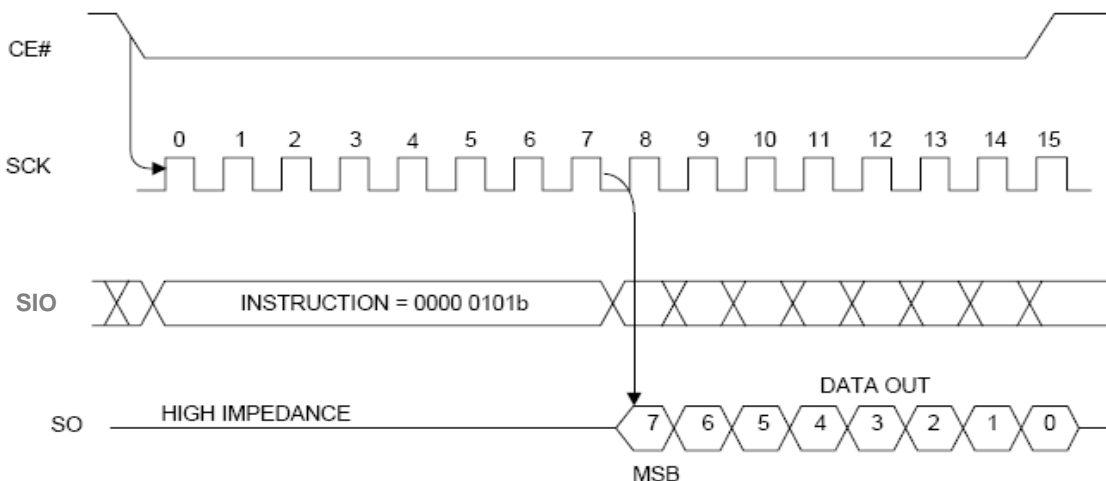 CE#
0 1 2 3 4 5 6 7 8 9 10 11 12 13 14 15
SCK
SIO
INSTRUCTION = 0000 0101b
DATA OUT
HIGH IMPEDANCE
SO
7 6 5 4 3 2 1 0
MSB